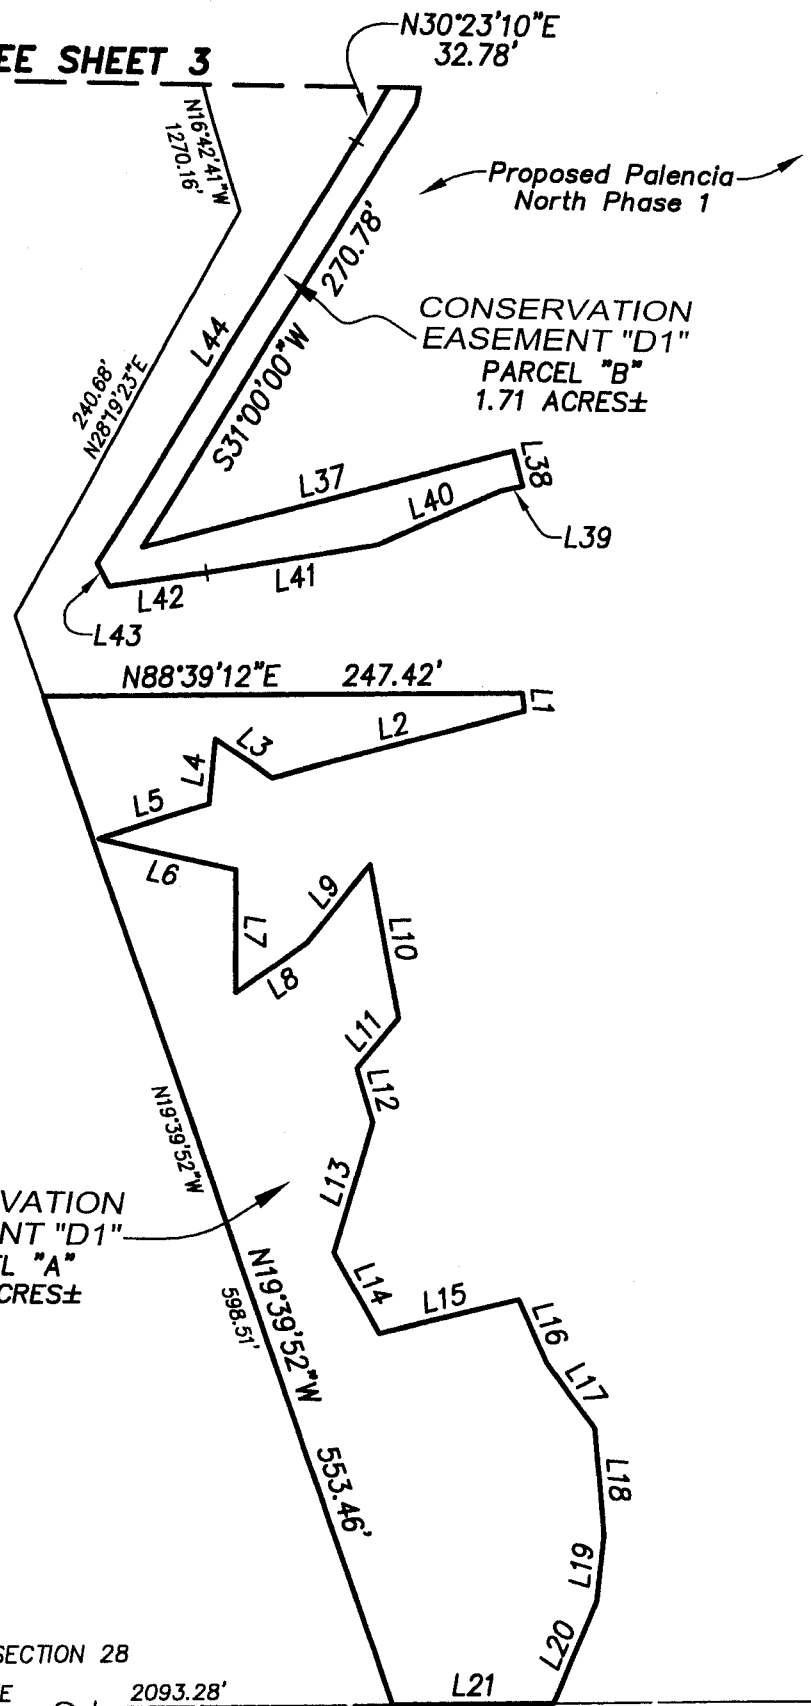 N30°23'10"E
32.78'
EE SHEET 3
N16°42'41"W
1270.16'
Proposed Palencia
North Phase 1
270.78'
S31°00'00"W
CONSERVATION
EASEMENT "D1"
PARCEL "B"
1.71 ACRES±
L44
240.68'
N28°19'23"E
L37
L38
L40
L39
L41
L42
L43
N88°39'12"E 247.42'
L1
L2
L3
L4
L5
L6
L7
L8
L9
L10
L11
L12
N19°39'52"W
L13
VATION
NT "D1"
EL "A"
CRES±
L14
L15
N19°39'52"W
598.51'
L16
L17
553.46'
L18
L19
L20
SECTION 28
E 2093.28'
L21